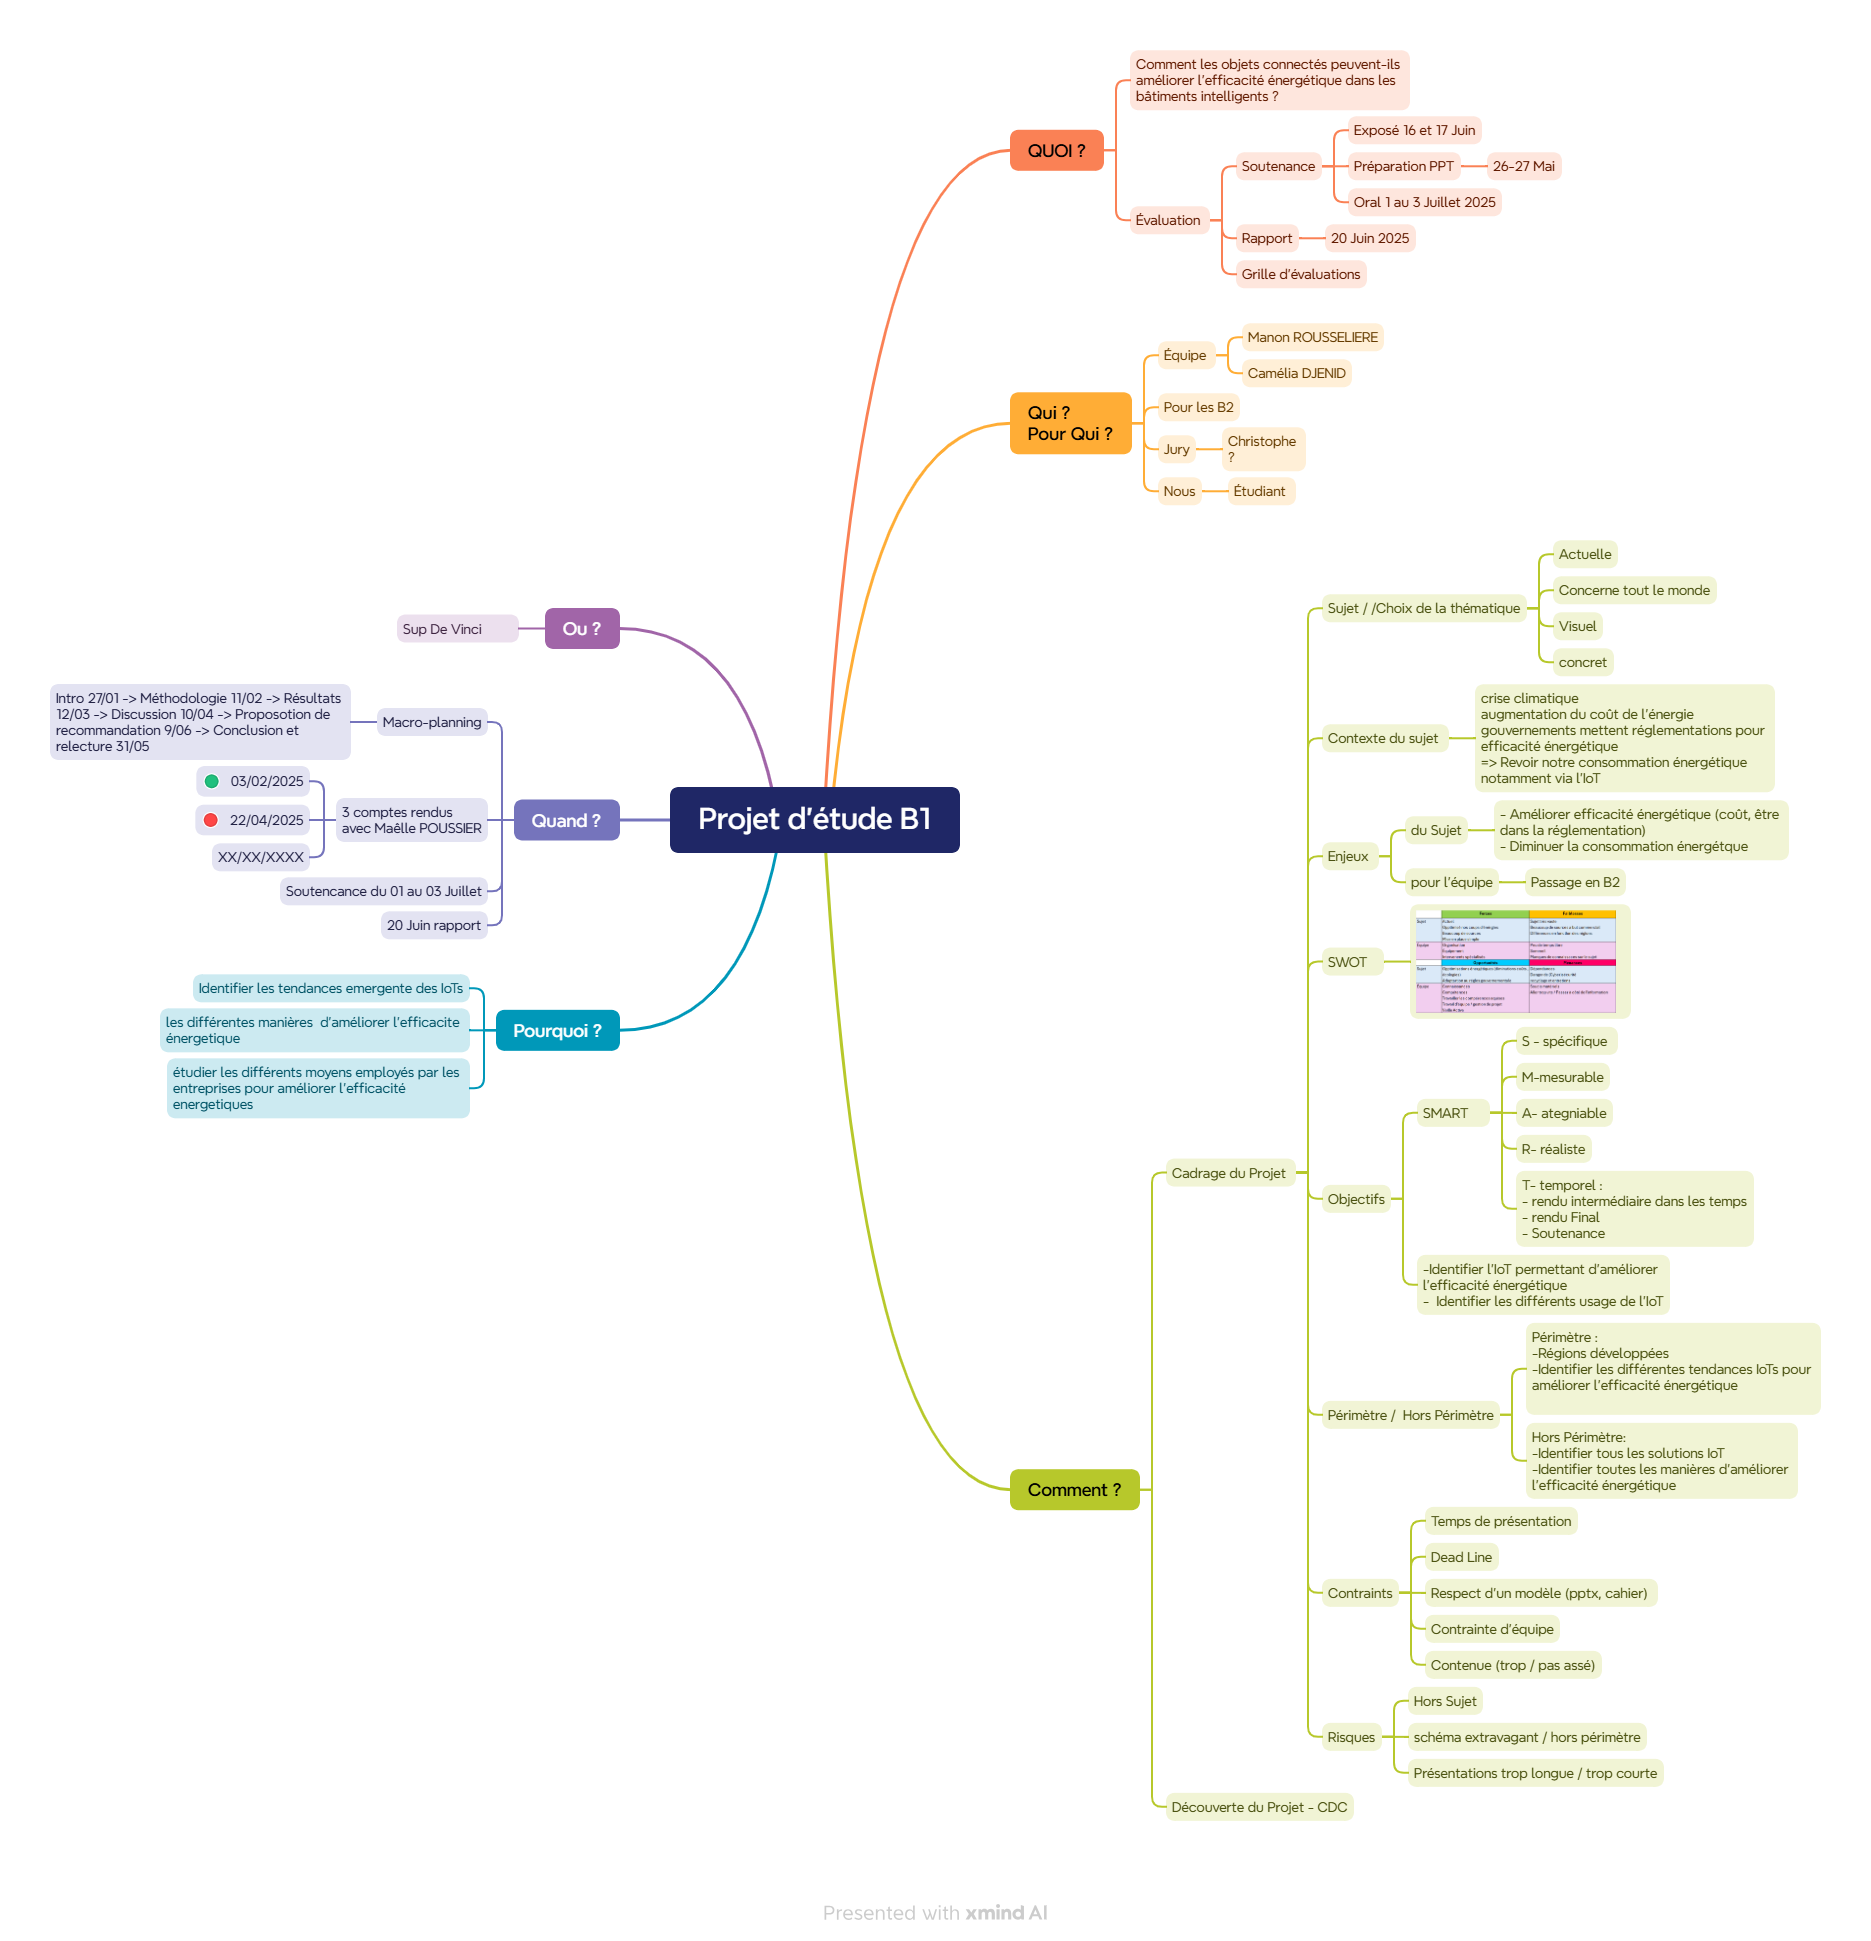 Comment les objets connectés peuvent-ils
améliorer l'efficacité énergétique dans les
bâtiments intelligents ?
QUOI ?
Exposé 16 et 17 Juin
Soutenance
Préparation PPT
26-27 Mai
Oral 1 au 3 Juillet 2025
Évaluation
Rapport
20 Juin 2025
Grille d'évaluations
Qui ?
Pour Qui ?
Équipe
Manon ROUSSELIERE
Camélia DJENID
Pour les B2
Jury
Christophe
?
Nous
Étudiant
Ou ?
Sup De Vinci
Quand ?
Macro-planning
Intro 27/01 -> Méthodologie 11/02 -> Résultats
12/03 -> Discussion 10/04 -> Proposotion de
recommandation 9/06 -> Conclusion et
relecture 31/05
3 comptes rendus
avec Maêlle POUSSIER
03/02/2025
22/04/2025
XX/XX/XXXX
Soutencance du 01 au 03 Juillet
20 Juin rapport
Projet d'étude B1
Pourquoi ?
Identifier les tendances emergente des IoTs
les différentes manières  d'améliorer l'efficacite
énergetique
étudier les différents moyens employés par les
entreprises pour améliorer l'efficacité
energetiques
Comment ?
Cadrage du Projet
Sujet / /Choix de la thématique
Actuelle
Concerne tout le monde
Visuel
concret
Contexte du sujet
crise climatique
augmentation du coût de l'énergie
gouvernements mettent réglementations pour
efficacité énergétique
=> Revoir notre consommation énergétique
notamment via l'IoT
Enjeux
du Sujet
- Améliorer efficacité énergétique (coût, être
dans la réglementation)
- Diminuer la consommation énergétque
pour l'équipe
Passage en B2
SWOT
Objectifs
SMART
S - spécifique
M-mesurable
A- ategniable
R- réaliste
T- temporel :
- rendu intermédiaire dans les temps
- rendu Final
- Soutenance
-Identifier l'IoT permettant d'améliorer
l'efficacité énergétique
-  Identifier les différents usage de l'IoT
Périmètre /  Hors Périmètre
Périmètre :
-Régions développées
-Identifier les différentes tendances IoTs pour
améliorer l'efficacité énergétique
Hors Périmètre:
-Identifier tous les solutions IoT
-Identifier toutes les manières d'améliorer
l'efficacité énergétique
Contraints
Temps de présentation
Dead Line
Respect d'un modèle (pptx, cahier)
Contrainte d'équipe
Contenue (trop / pas assé)
Risques
Hors Sujet
schéma extravagant / hors périmètre
Présentations trop longue / trop courte
Découverte du Projet - CDC
Presented with xmind AI